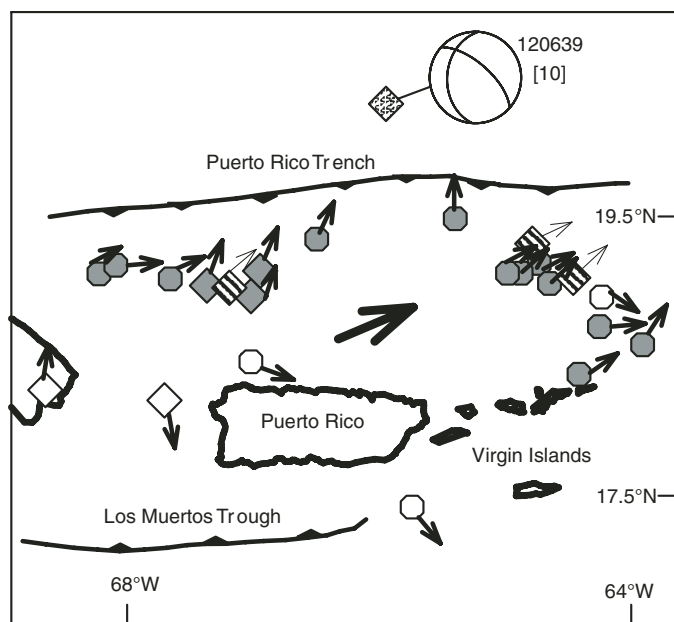 120639
[10]
Puerto Rico Trench
19.5°N
Puerto Rico
Virgin Islands
17.5°N
Los Muertos Trough
68°W
64°W